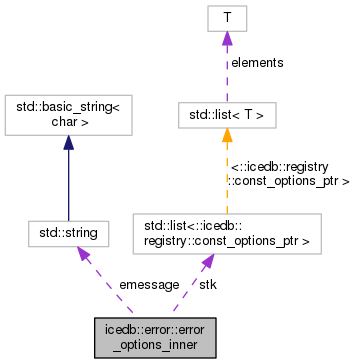 T
elements
std::basic_string<
char >
std::list< T >
<::icedb::registry
::const_options_ptr >
std::string
std::list<::icedb::
registry::const_options_ptr >
emessage
stk
icedb::error::error
_options_inner